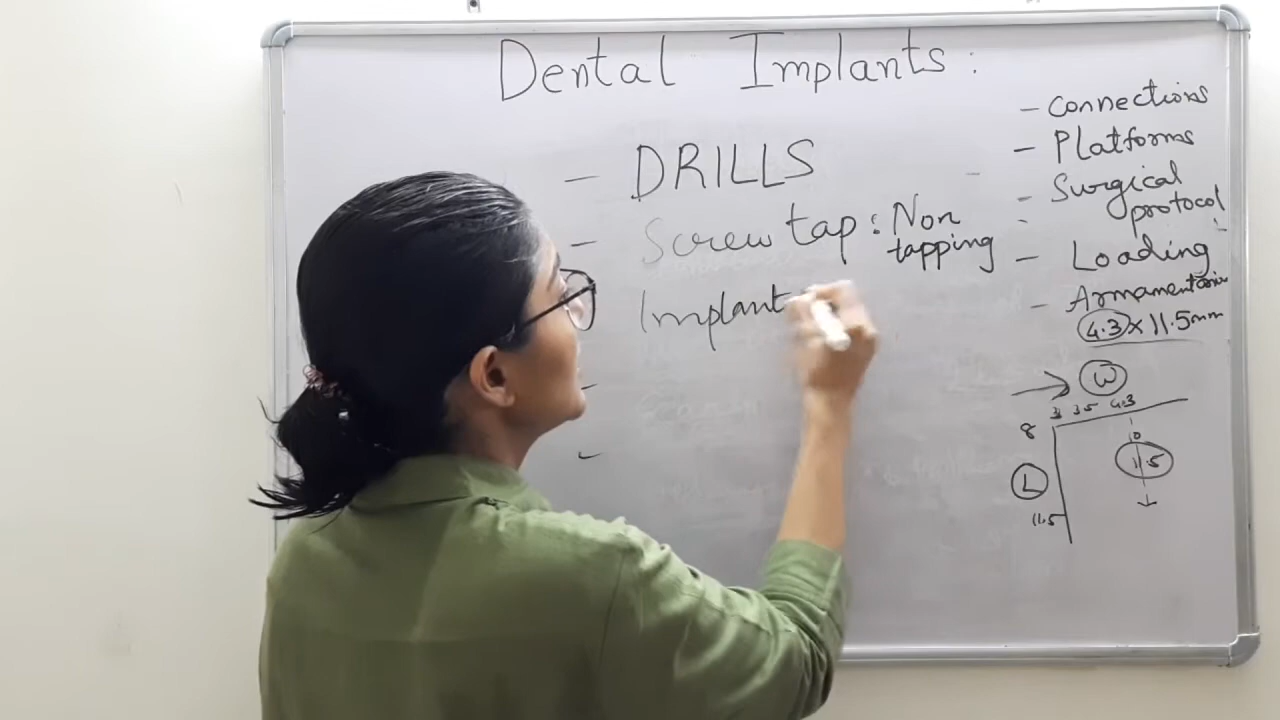 Dental Implants:
- DRILLS
- Screw tap: Non
tapping
Implant
- Connections
- Platforms
- Surgical
protocol
- Loading
- Armamentarium
4.3 x 11.5mm
W
3 3.5 4.3
8
10
11.5
L
11.5